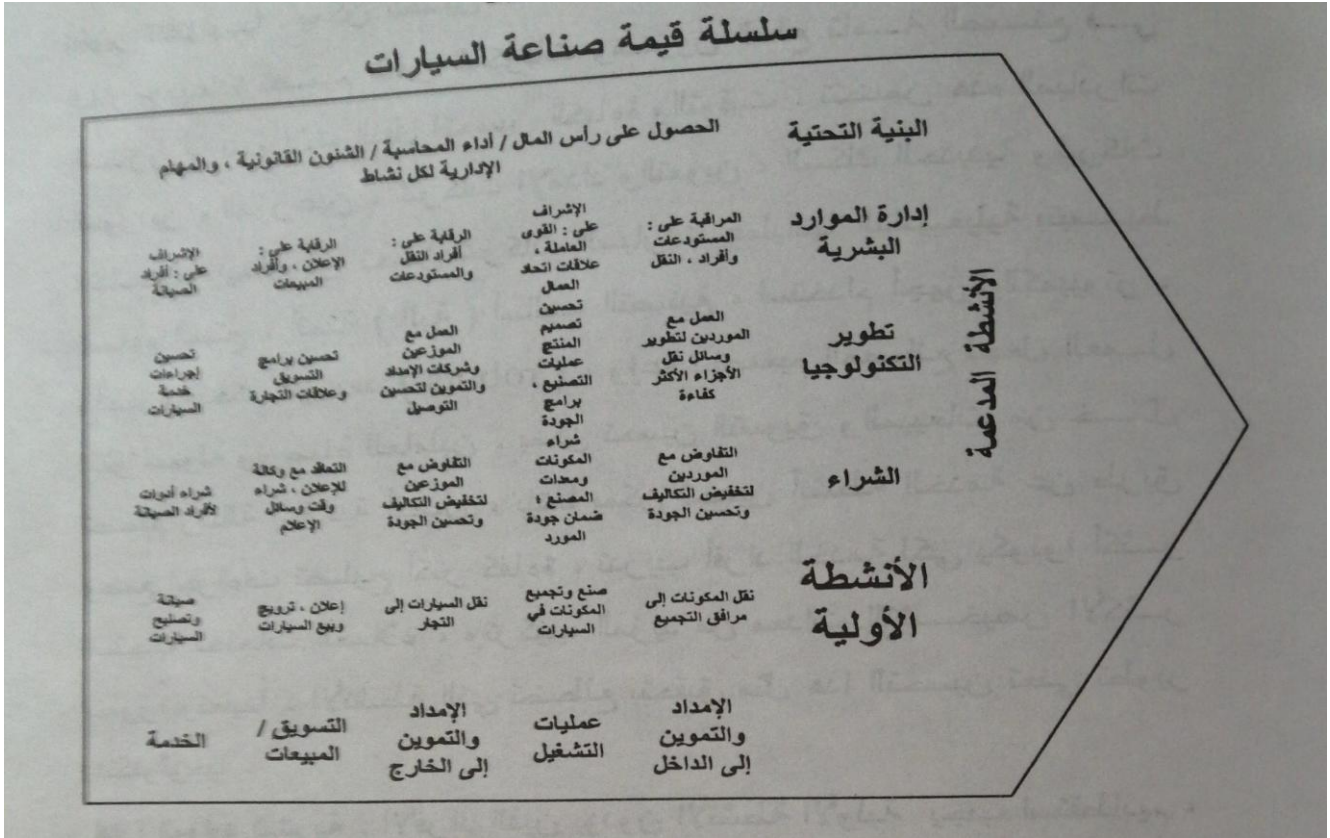 سلسلة قيمة صناعة السيارات
البنية التحتية
الحصول على رأس المال / أداء المحاسبة / الشئون القانونية ، والمهام
الإدارية لكل نشاط
الأنشطة المدعمة
إدارة الموارد
البشرية
المراقبة على :
المستودعات
وأفراد ، النقل
الإشراف
على : القوى
العاملة ،
علاقات اتحاد
العمال
الرقابة على :
أفراد النقل
والمستودعات
الرقابة على :
الإعلان ، وأفراد
المبيعات
الإشراف
على : أفراد
الصيانة
تطوير
التكنولوجيا
العمل مع
الموردين لتطوير
وسائل نقل
الأجزاء الأكثر
كفاءة
تحسين
تصميم
المنتج
عمليات
التصنيع ،
برامج
الجودة
العمل مع
الموزعين
وشركات الإمداد
والتموين لتحسين
التوصيل
تحسين برامج
التسويق
وعلاقات التجارة
تحسين
إجراءات
خدمة
السيارات
الشراء
التفاوض مع
الموردين
لتخفيض التكاليف
وتحسين الجودة
شراء
المكونات
ومعدات
المصنع ؛
ضمان جودة
المورد
التفاوض مع
الموزعين
لتخفيض التكاليف
وتحسين الجودة
التعاقد مع وكالة
للإعلان ، شراء
وقت وسائل
الإعلام
شراء أدوات
لأفراد الصيانة
الأنشطة
الأولية
نقل المكونات إلى
مرافق التجميع
صنع وتجميع
المكونات في
السيارات
نقل السيارات إلى
التجار
إعلان ، ترويج
وبيع السيارات
صيانة
وتصليح
السيارات
الإمداد
والتموين
إلى الداخل
عمليات
التشغيل
الإمداد
والتموين
إلى الخارج
التسويق /
المبيعات
الخدمة